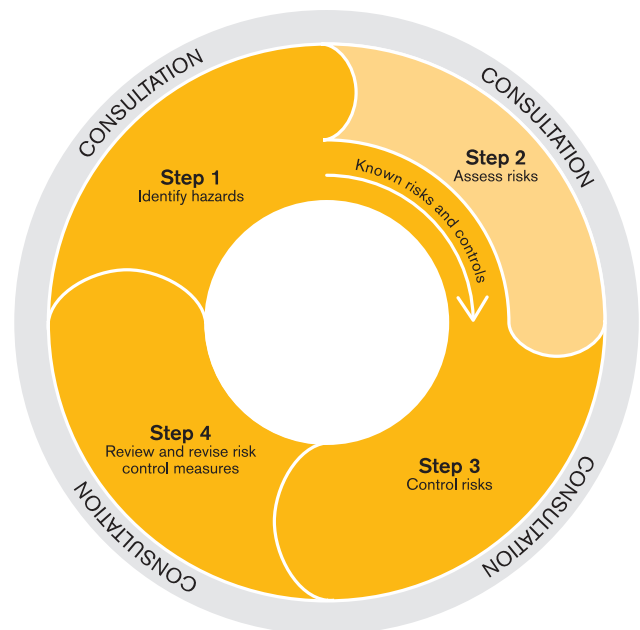 CONSULTATION
CONSULTATION
Step 1
Identify hazards
Step 2
Assess risks
Known risks and controls
Step 3
Control risks
Step 4
Review and revise risk
control measures
CONSULTATION
CONSULTATION